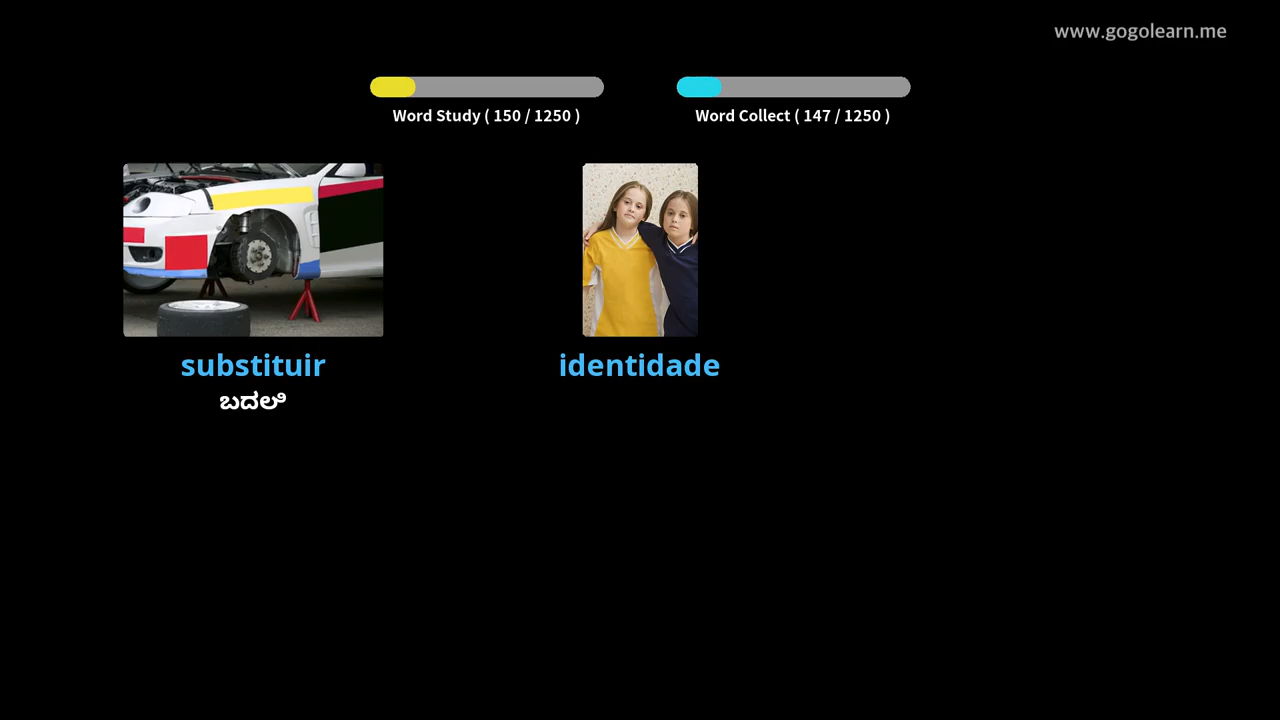 www.gogolearn.me
Word Study ( 150 / 1250 )
Word Collect ( 147 / 1250 )
substituir
ಬದಲಿ
identidade